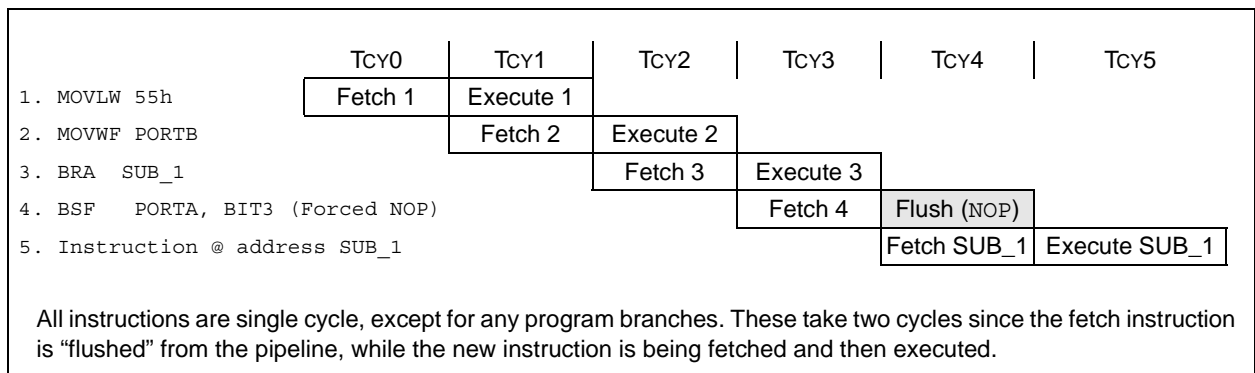 TCY0 TCY1 TCY2 TCY3 TCY4 TCY5
1. MOVLW 55h Fetch 1 Execute 1
2. MOVWF PORTB Fetch 2 Execute 2
3. BRA SUB_1 Fetch 3 Execute 3
4. BSF PORTA, BIT3 (Forced NOP) Fetch 4 Flush (NOP)
5. Instruction @ address SUB_1 Fetch SUB_1 Execute SUB_1
All instructions are single cycle, except for any program branches. These take two cycles since the fetch instruction
is “flushed” from the pipeline, while the new instruction is being fetched and then executed.